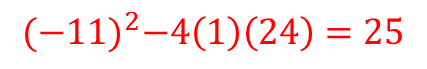 (−11)²−4(1)(24) = 25